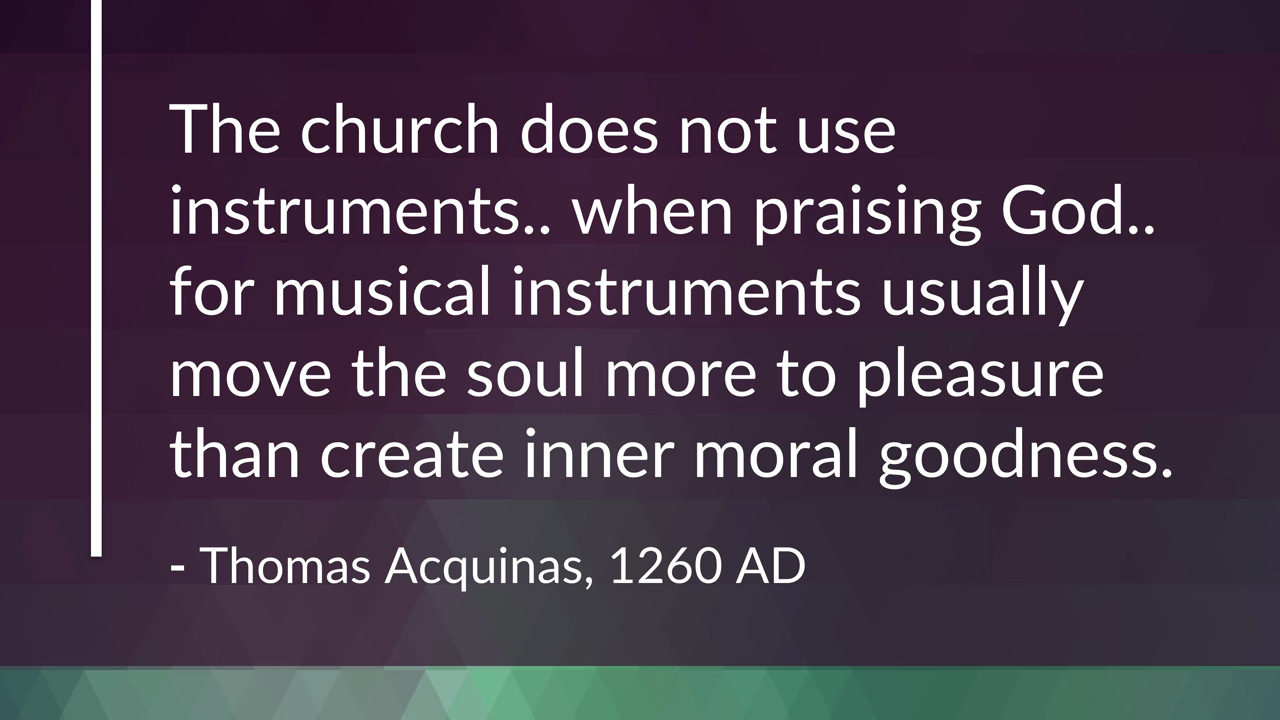 The church does not use
instruments.. when praising God..
for musical instruments usually
move the soul more to pleasure
than create inner moral goodness.
- Thomas Acquinas, 1260 AD